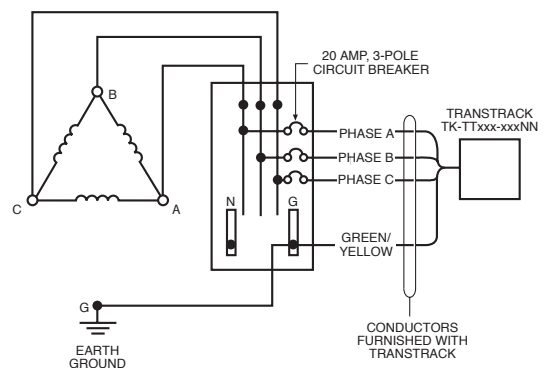 20 AMP, 3-POLE
CIRCUIT BREAKER
B
C
A
N
G
PHASE A
PHASE B
PHASE C
GREEN/
YELLOW
TRANSTRACK
TK-TTxxx-xxxNN
G
EARTH
GROUND
CONDUCTORS
FURNISHED WITH
TRANSTRACK